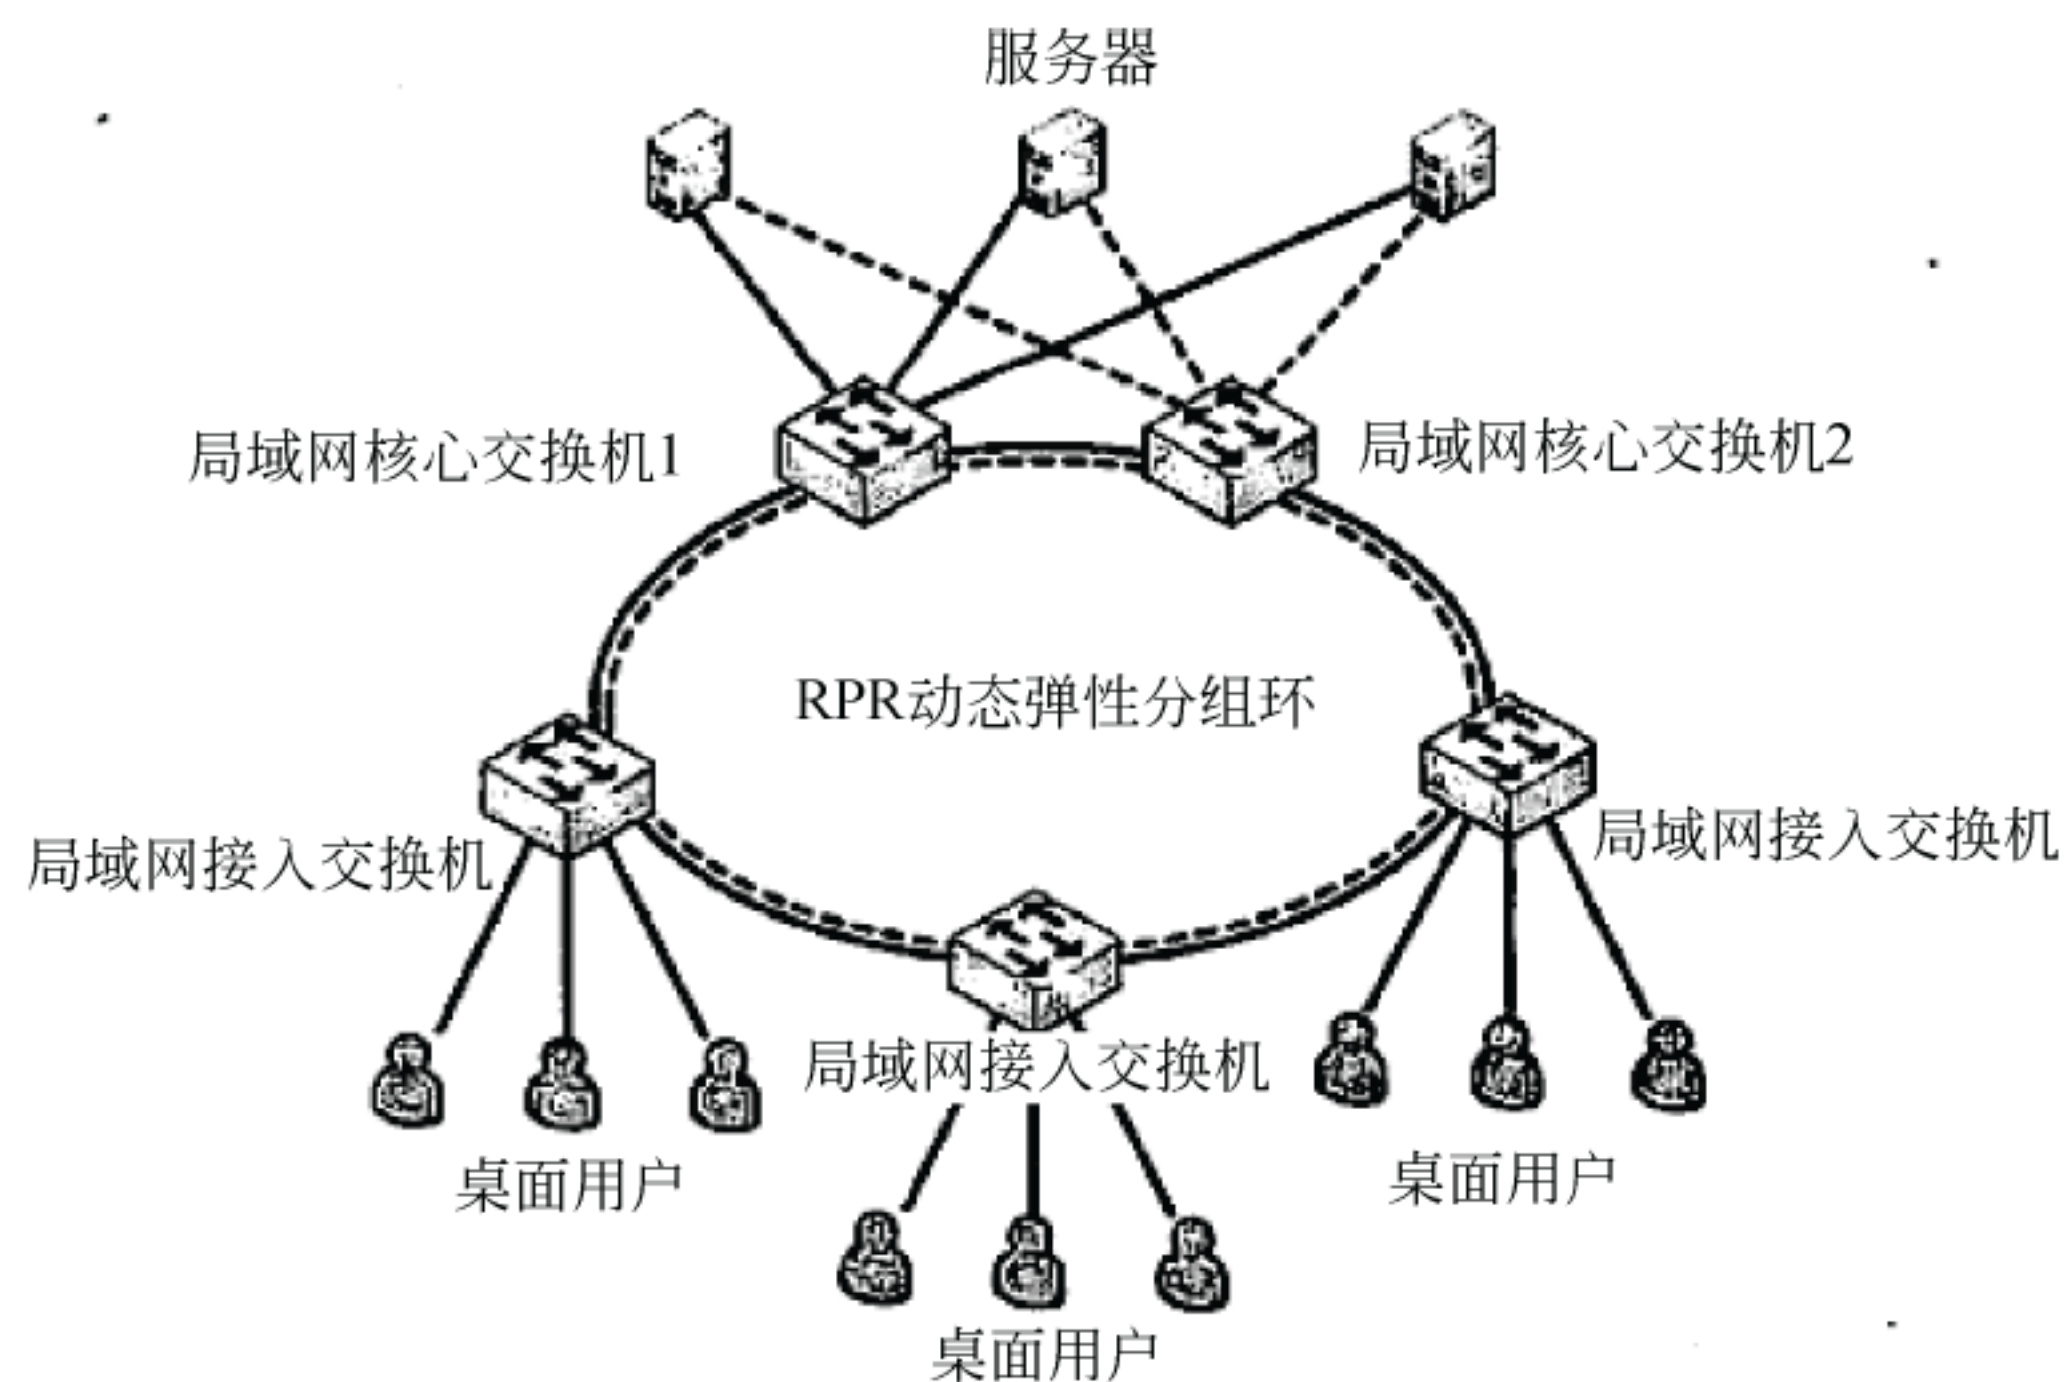 服务器
局域网核心交换机1
局域网核心交换机2
RPR动态弹性分组环
局域网接入交换机
局域网接入交换机
局域网接入交换机
桌面用户
桌面用户
桌面用户